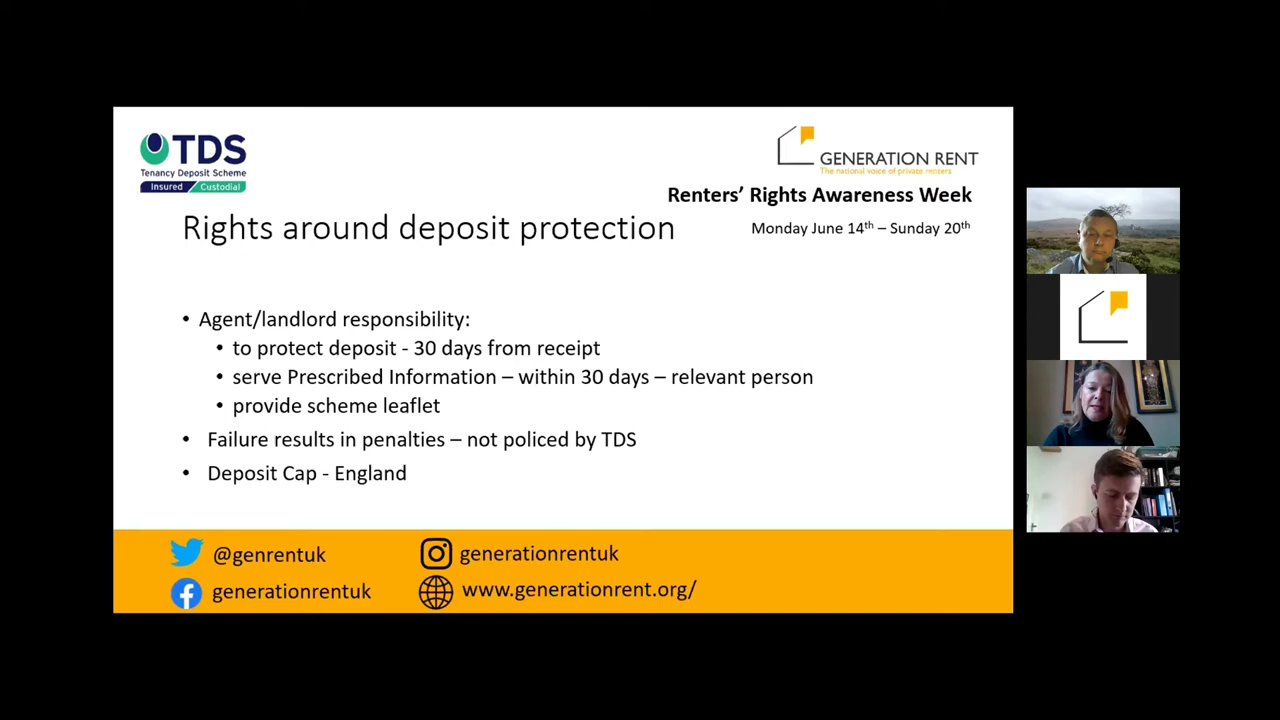 TDS
Tenancy Deposit Scheme
Insured Custodial
GENERATION RENT
The national voice of private renters
Renters’ Rights Awareness Week
Monday June 14th – Sunday 20th
Rights around deposit protection
• Agent/landlord responsibility:
• to protect deposit - 30 days from receipt
• serve Prescribed Information – within 30 days – relevant person
• provide scheme leaflet
• Failure results in penalties – not policed by TDS
• Deposit Cap - England
@genrentuk
generationrentuk
generationrentuk
www.generationrent.org/